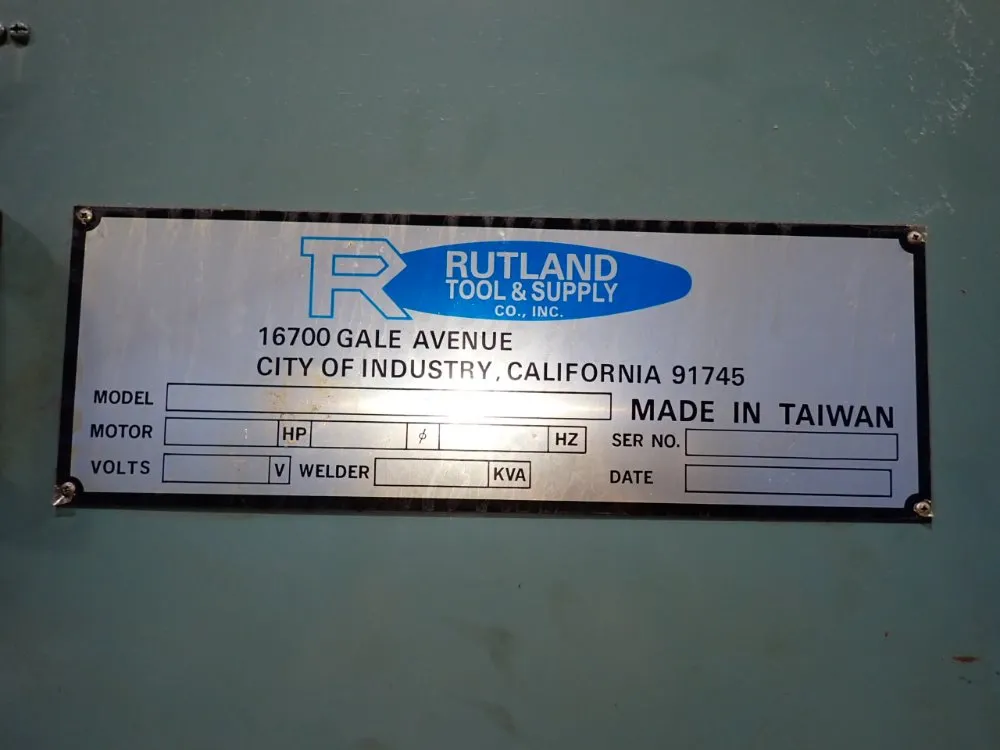 R RUTLAND
TOOL & SUPPLY
CO., INC.
16700 GALE AVENUE
CITY OF INDUSTRY, CALIFORNIA 91745
MODEL
MADE IN TAIWAN
MOTOR HP ϕ HZ SER NO.
VOLTS V WELDER KVA DATE